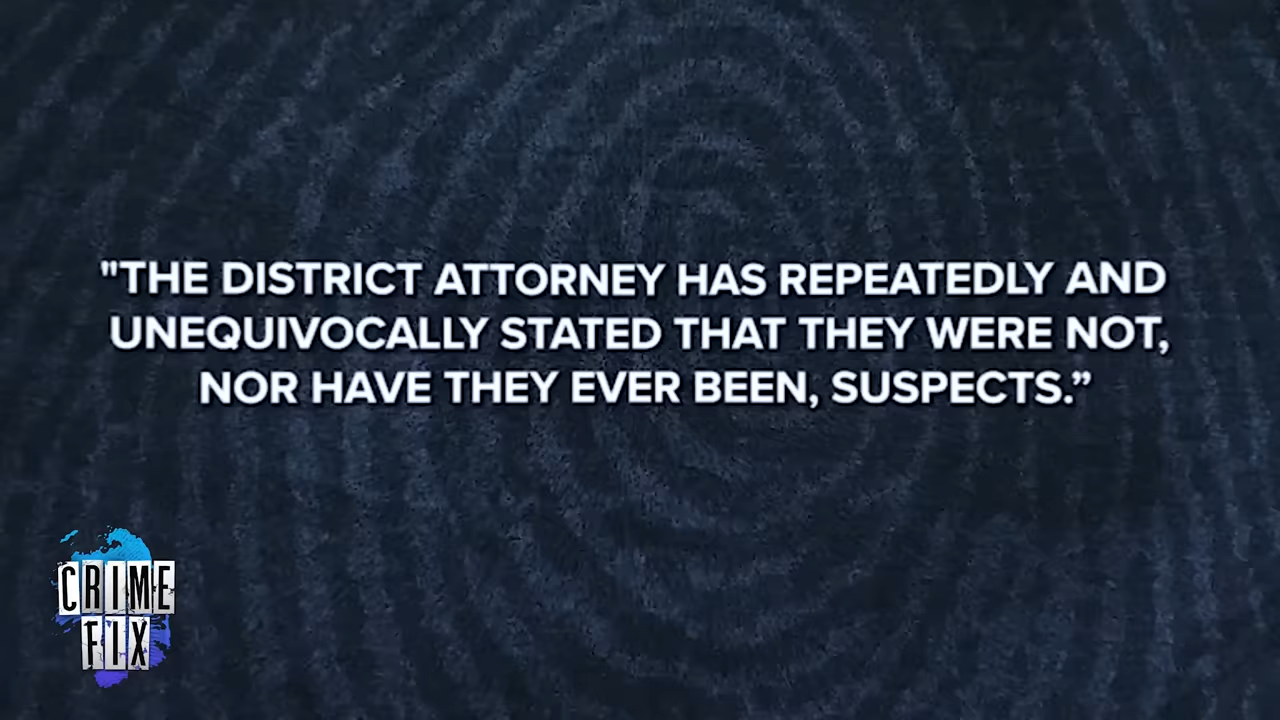 "THE DISTRICT ATTORNEY HAS REPEATEDLY AND
UNEQUIVOCALLY STATED THAT THEY WERE NOT,
NOR HAVE THEY EVER BEEN, SUSPECTS.”
CRIME
FIX